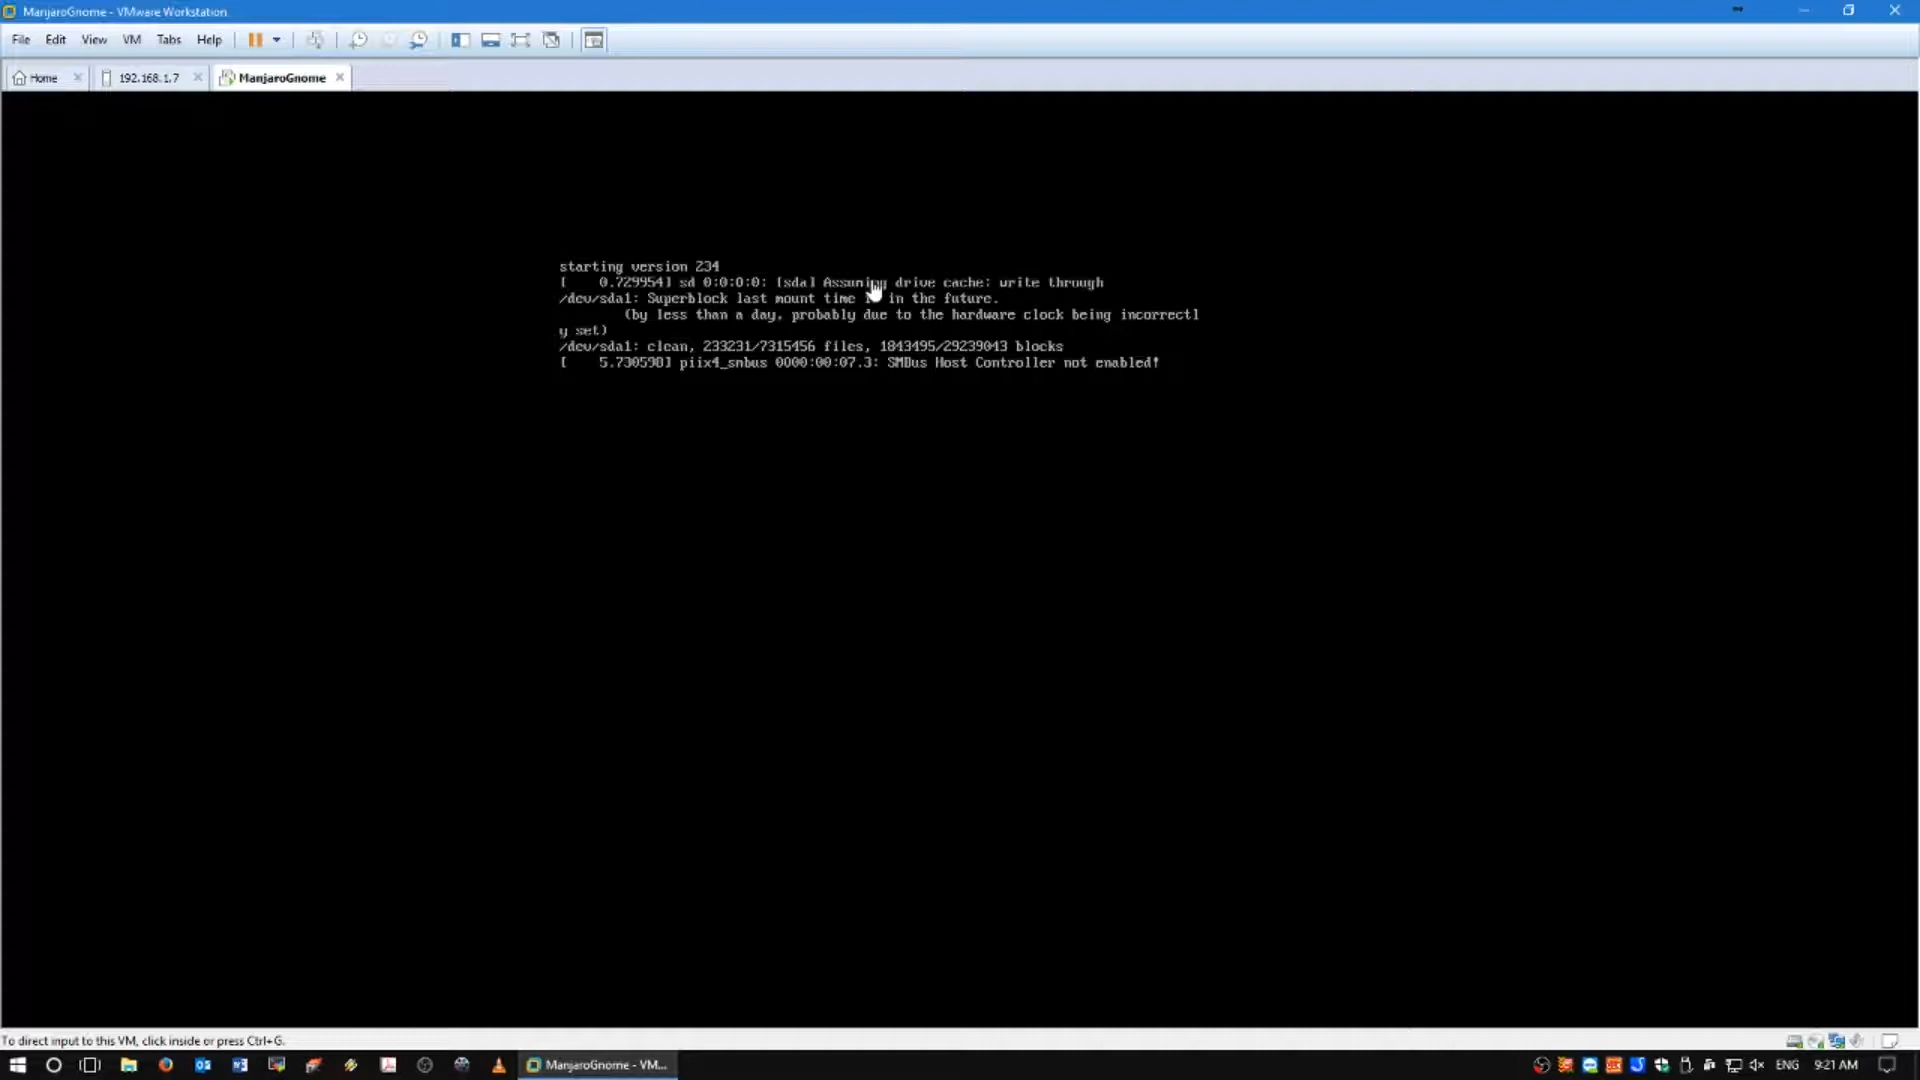 ManjaroGnome - VMware Workstation
File Edit View VM Tabs Help
Home 192.168.1.7 ManjaroGnome
starting version 234
[ 0.729954] sd 0:0:0:0: [sda] Assuming drive cache: write through
/dev/sda1: Superblock last mount time in the future.
(by less than a day, probably due to the hardware clock being incorrectl
y set)
/dev/sda1: clean, 233231/7315456 files, 1843495/29239043 blocks
[ 5.730590] piix4_smbus 0000:00:07.3: SMBus Host Controller not enabled!
To direct input to this VM, click inside or press Ctrl+G.
ManjaroGnome - VM... ENG 9:21 AM